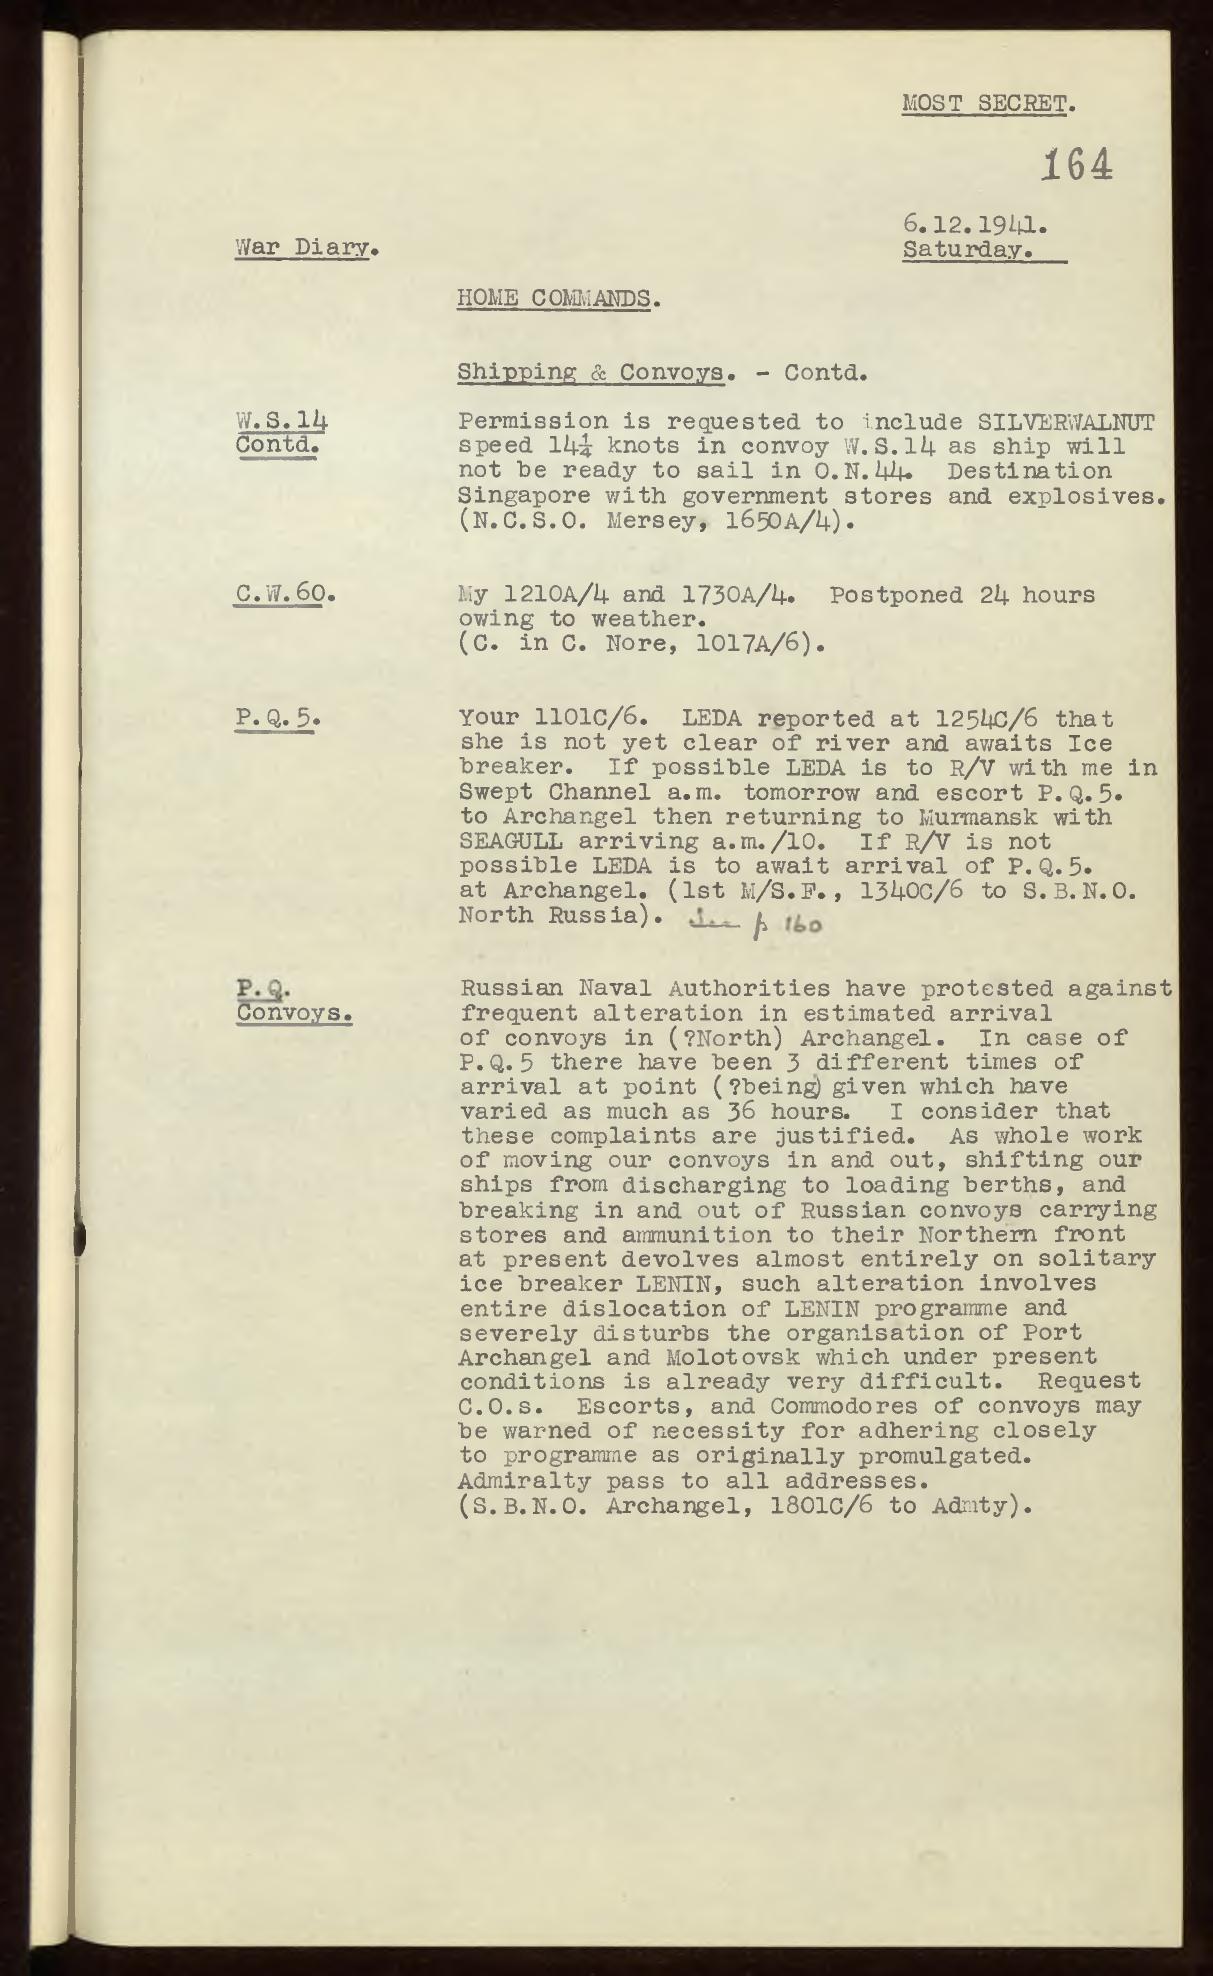 MOST SECRET.
164
6.12.1941.
War Diary.
Saturday.
HOME COMMANDS.
Shipping & Convoys. - Contd.
W.S.14
Contd.
Permission is requested to include SILVERWALNUT
speed 14¼ knots in convoy W.S.14 as ship will
not be ready to sail in O.N.44. Destination
Singapore with government stores and explosives.
(N.C.S.O. Mersey, 1650A/4).
C.W.60.
My 1210A/4 and 1730A/4. Postponed 24 hours
owing to weather.
(C. in C. Nore, 1017A/6).
P.Q.5.
Your 1101C/6. LEDA reported at 1254C/6 that
she is not yet clear of river and awaits Ice
breaker. If possible LEDA is to R/V with me in
Swept Channel a.m. tomorrow and escort P.Q.5.
to Archangel then returning to Murmansk with
SEAGULL arriving a.m./10. If R/V is not
possible LEDA is to await arrival of P.Q.5.
at Archangel. (1st M/S.F., 1340C/6 to S.B.N.O.
North Russia). See p 160
P.Q.
Convoys.
Russian Naval Authorities have protested against
frequent alteration in estimated arrival
of convoys in (?North) Archangel. In case of
P.Q.5 there have been 3 different times of
arrival at point (?being) given which have
varied as much as 36 hours. I consider that
these complaints are justified. As whole work
of moving our convoys in and out, shifting our
ships from discharging to loading berths, and
breaking in and out of Russian convoys carrying
stores and ammunition to their Northern front
at present devolves almost entirely on solitary
ice breaker LENIN, such alteration involves
entire dislocation of LENIN programme and
severely disturbs the organisation of Port
Archangel and Molotovsk which under present
conditions is already very difficult. Request
C.O.s. Escorts, and Commodores of convoys may
be warned of necessity for adhering closely
to programme as originally promulgated.
Admiralty pass to all addresses.
(S.B.N.O. Archangel, 1801C/6 to Admty).